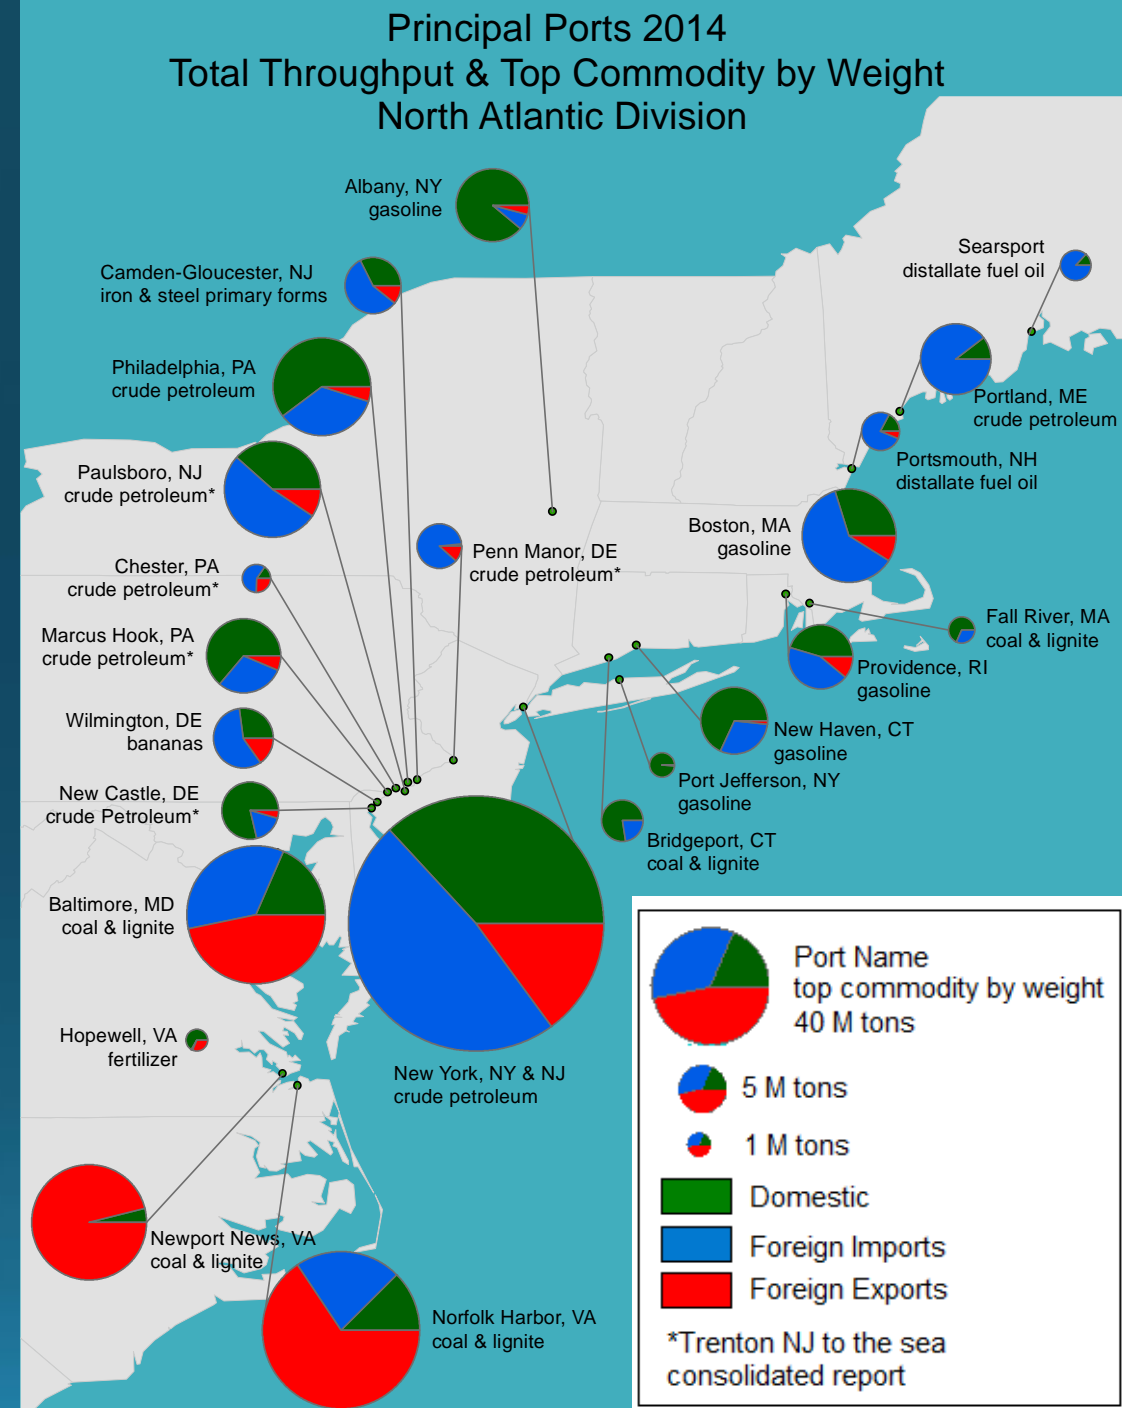 Principal Ports 2014
Total Throughput & Top Commodity by Weight
North Atlantic Division
Albany, NY
gasoline
Searsport
distallate fuel oil
Camden-Gloucester, NJ
iron & steel primary forms
Philadelphia, PA
crude petroleum
Portland, ME
crude petroleum
Paulsboro, NJ
crude petroleum*
Portsmouth, NH
distallate fuel oil
Boston, MA
gasoline
Penn Manor, DE
crude petroleum*
Chester, PA
crude petroleum*
Fall River, MA
coal & lignite
Marcus Hook, PA
crude petroleum*
Providence, RI
gasoline
Wilmington, DE
bananas
New Haven, CT
gasoline
Port Jefferson, NY
gasoline
New Castle, DE
crude Petroleum*
Bridgeport, CT
coal & lignite
Baltimore, MD
coal & lignite
Hopewell, VA
fertilizer
New York, NY & NJ
crude petroleum
Newport News, VA
coal & lignite
Norfolk Harbor, VA
coal & lignite
Port Name
top commodity by weight
40 M tons
5 M tons
1 M tons
Domestic
Foreign Imports
Foreign Exports
*Trenton NJ to the sea
consolidated report